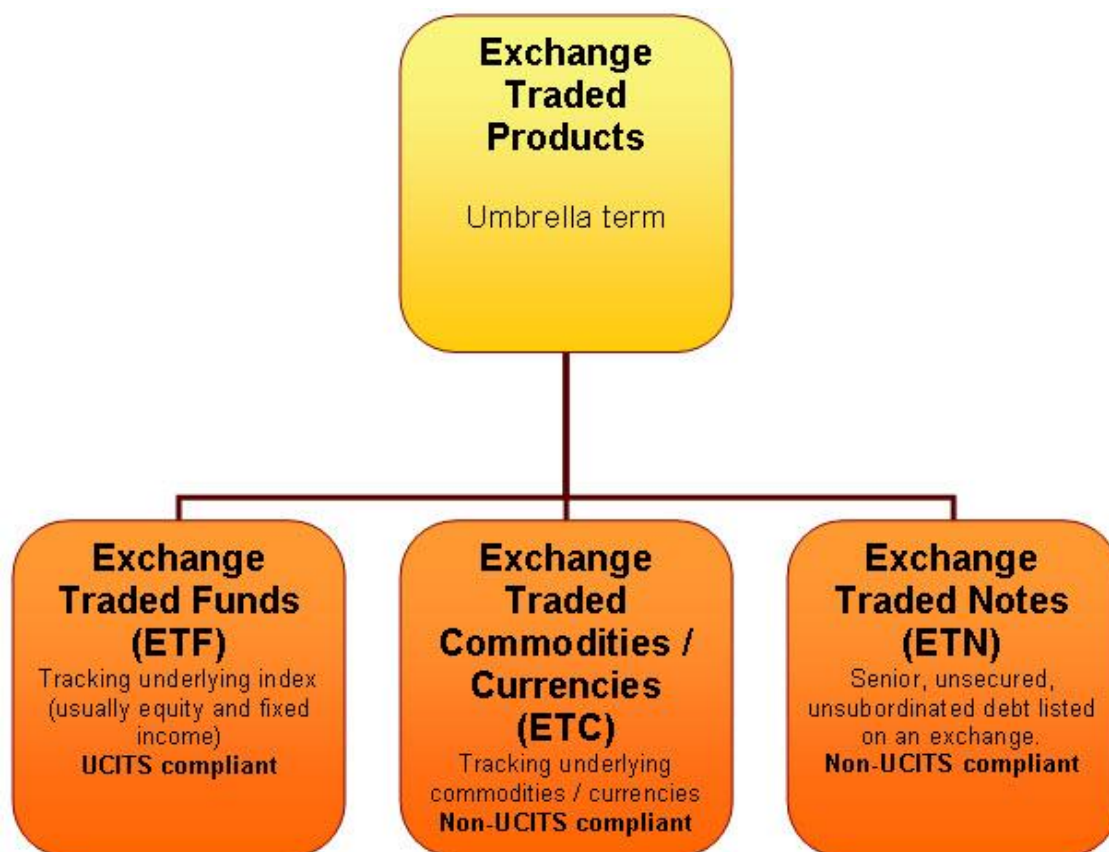 Exchange
Traded
Products
Umbrella term
Exchange
Traded Funds
(ETF)
Tracking underlying index
(usually equity and fixed
income)
UCITS compliant
Exchange
Traded
Commodities /
Currencies
(ETC)
Tracking underlying
commodities / currencies
Non-UCITS compliant
Exchange
Traded Notes
(ETN)
Senior, unsecured,
unsubordinated debt listed
on an exchange.
Non-UCITS compliant